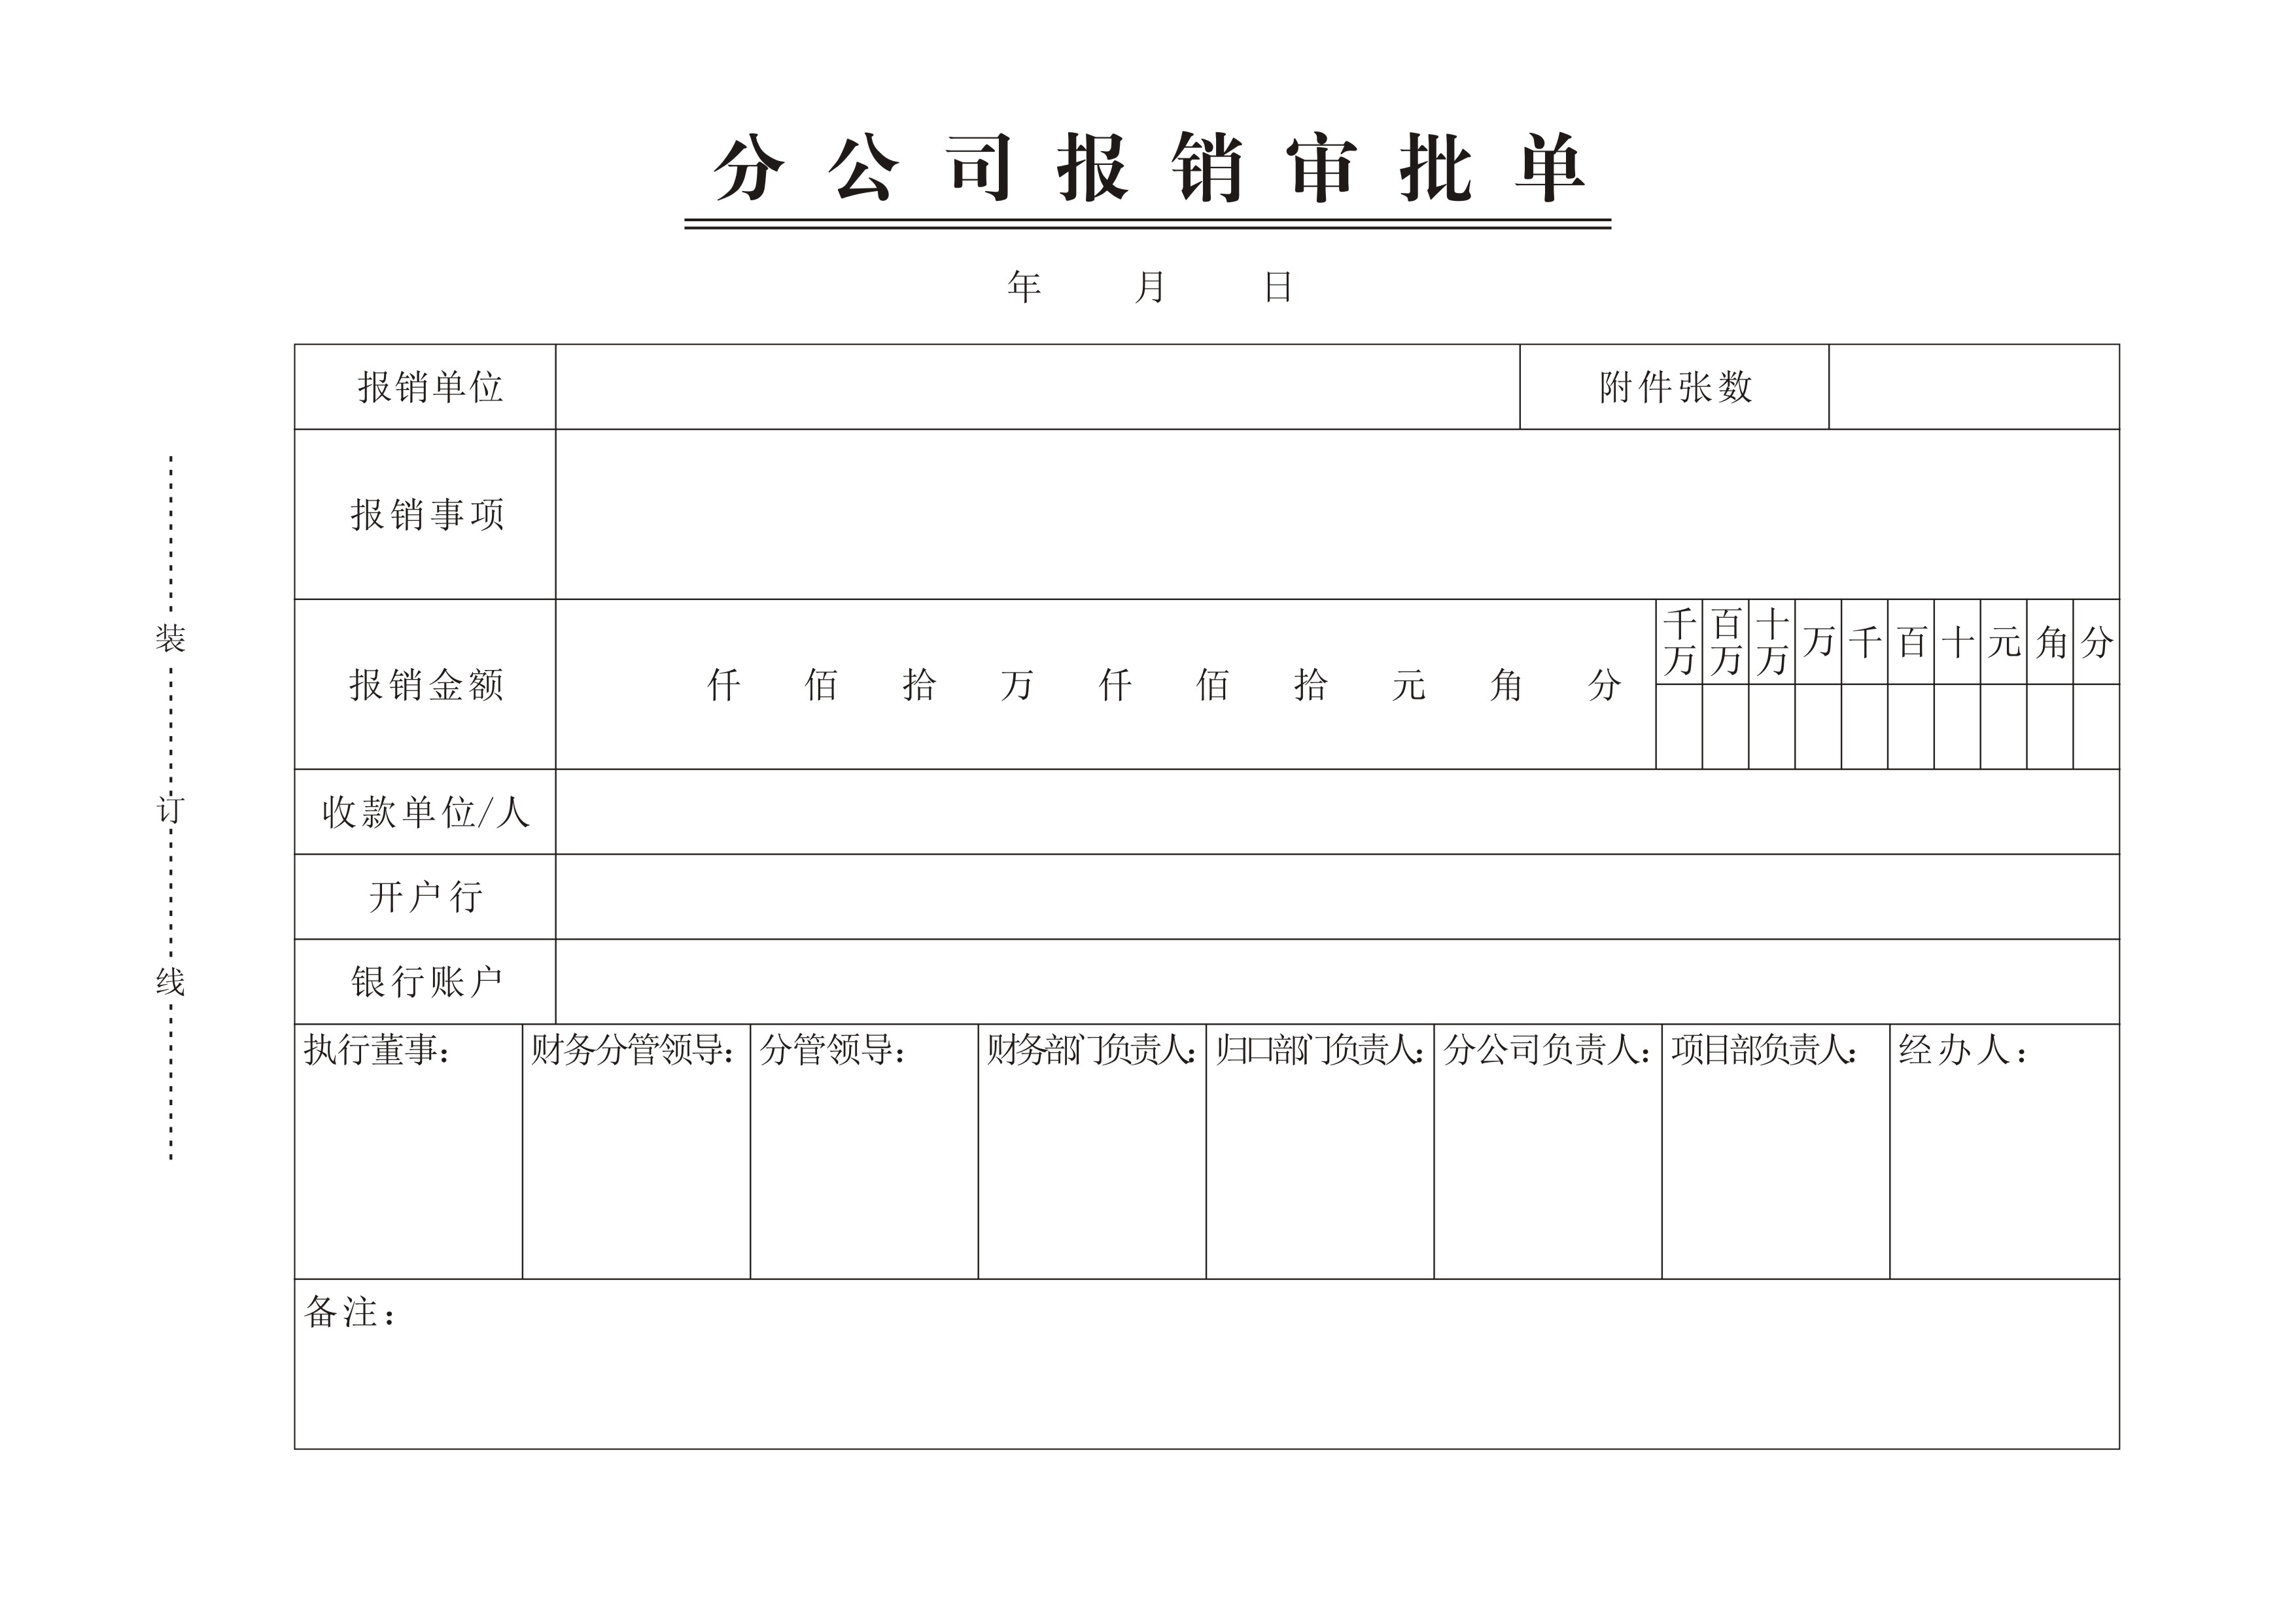 分公司报销审批单
年 月 日
报销单位 附件张数
报销事项
报销金额 仟 佰 拾 万 仟 佰 拾 元 角 分 千万 百万 十万 万 千 百 十 元 角 分
收款单位/人
开户行
银行账户
执行董事： 财务分管领导： 分管领导： 财务部门负责人： 归口部门负责人： 分公司负责人： 项目部负责人： 经办人：
备注：
装
订
线